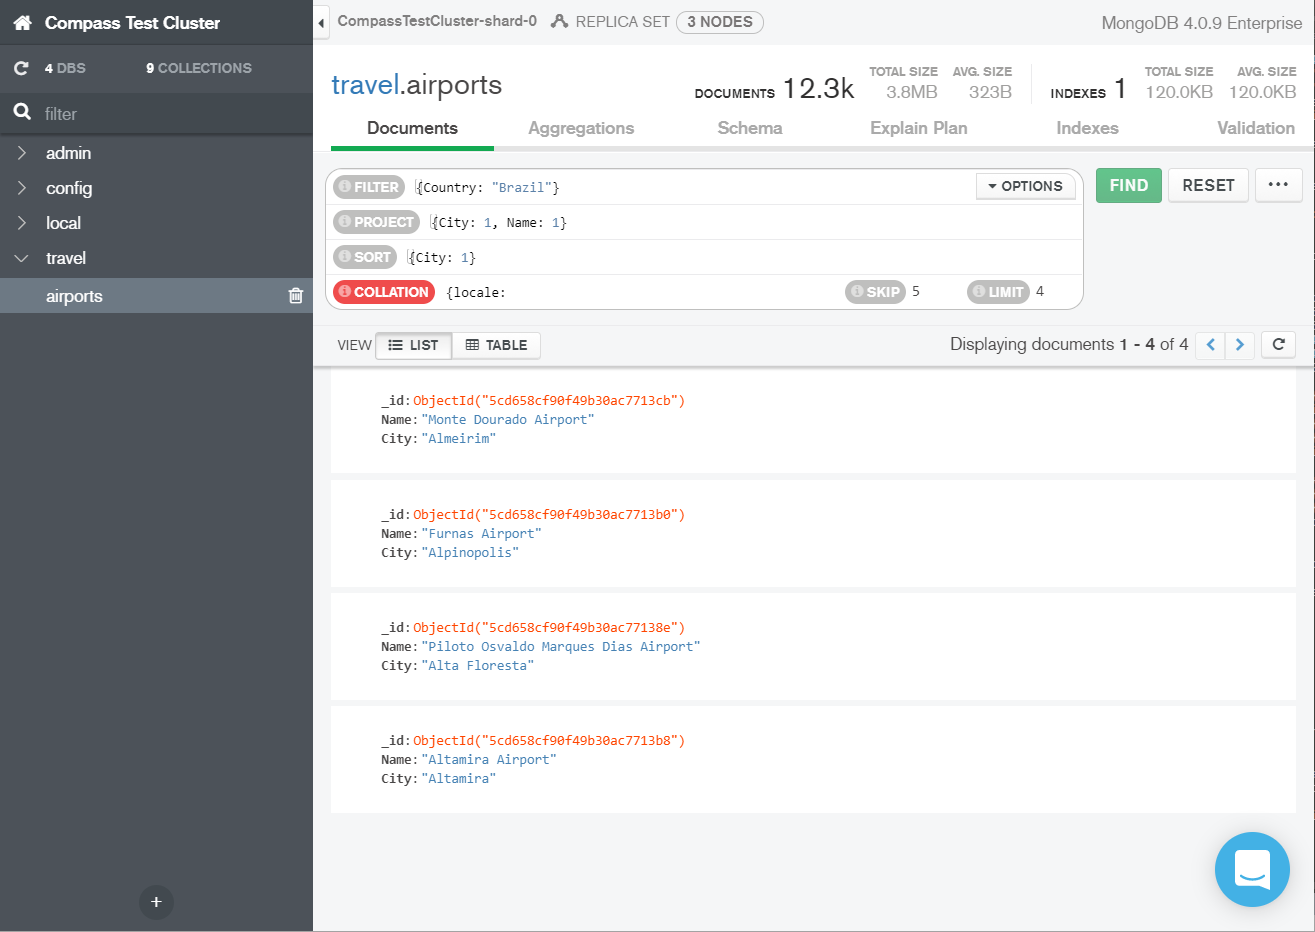 Compass Test Cluster
4 DBS 9 COLLECTIONS
filter
admin
config
local
travel
airports
CompassTestCluster-shard-0 REPLICA SET 3 NODES MongoDB 4.0.9 Enterprise
travel.airports
DOCUMENTS 12.3k TOTAL SIZE 3.8MB AVG. SIZE 323B INDEXES 1 TOTAL SIZE 120.0KB AVG. SIZE 120.0KB
Documents Aggregations Schema Explain Plan Indexes Validation
FILTER {Country: "Brazil"} OPTIONS FIND RESET ...
PROJECT {City: 1, Name: 1}
SORT {City: 1}
COLLATION {locale: SKIP 5 LIMIT 4
VIEW LIST TABLE Displaying documents 1 - 4 of 4
_id: ObjectId("5cd658cf90f49b30ac7713cb")
Name: "Monte Dourado Airport"
City: "Almeirim"
_id: ObjectId("5cd658cf90f49b30ac7713b0")
Name: "Furnas Airport"
City: "Alpinopolis"
_id: ObjectId("5cd658cf90f49b30ac77138e")
Name: "Piloto Osvaldo Marques Dias Airport"
City: "Alta Floresta"
_id: ObjectId("5cd658cf90f49b30ac7713b8")
Name: "Altamira Airport"
City: "Altamira"